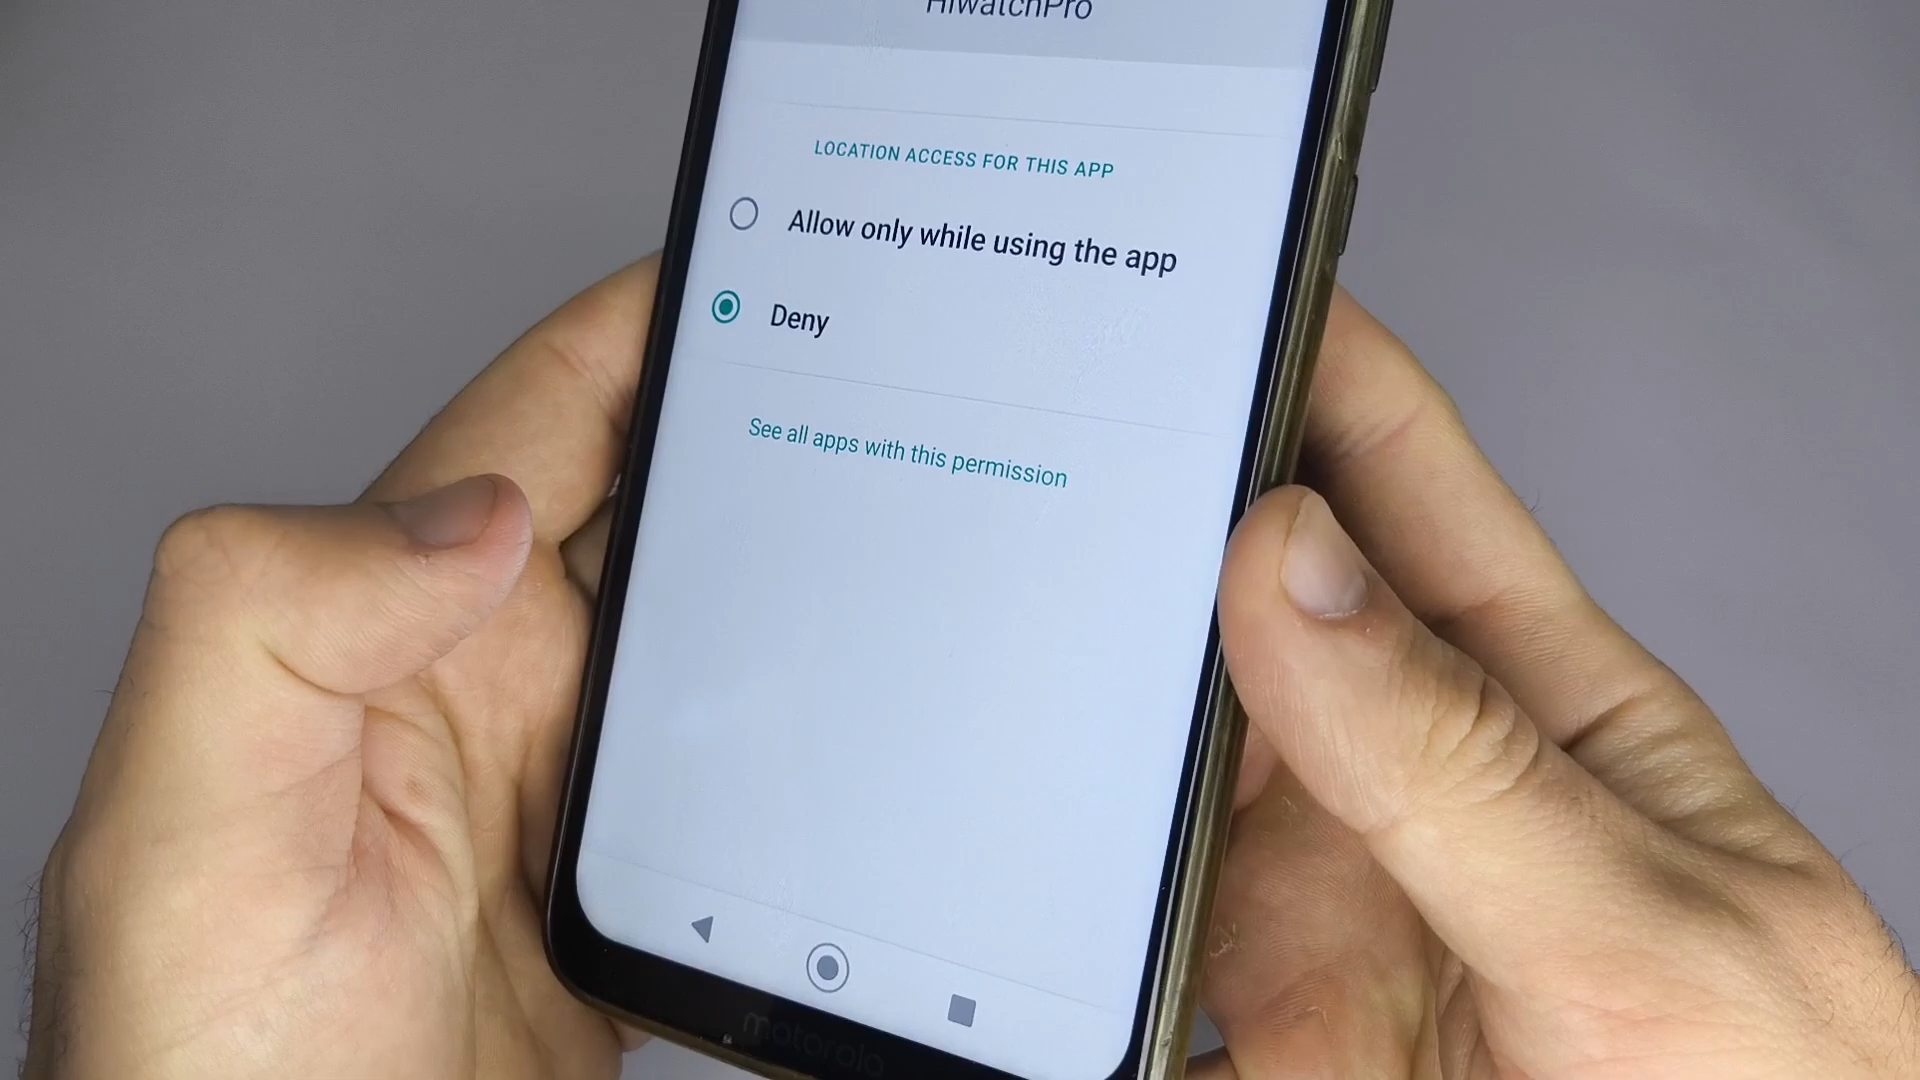 HiwatchPro
LOCATION ACCESS FOR THIS APP
Allow only while using the app
Deny
See all apps with this permission
motorola